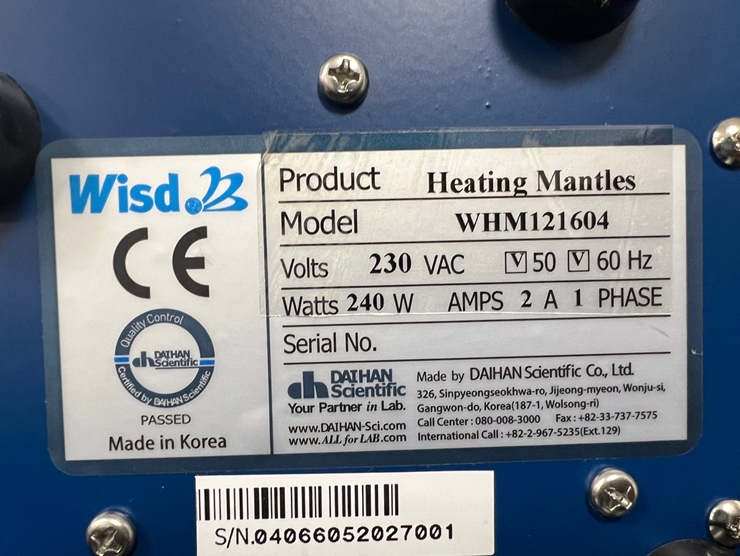 Wisd.
CE
Quality Control
dh DAIHAN Scientific
Certified by DAIHAN Scientific
PASSED
Made in Korea
Product Heating Mantles
Model WHM121604
Volts 230 VAC V 50 V 60 Hz
Watts 240 W AMPS 2 A 1 PHASE
Serial No.
dh DAIHAN Scientific
Your Partner in Lab.
www.DAIHAN-Sci.com
www.ALL for LAB.com
Made by DAIHAN Scientific Co., Ltd.
326, Sinpyeongseokhwa-ro, Jijeong-myeon, Wonju-si,
Gangwon-do, Korea(187-1, Wolsong-ri)
Call Center : 080-008-3000 Fax : +82-33-737-7575
International Call : +82-2-967-5235(Ext.129)
S/N.04066052027001